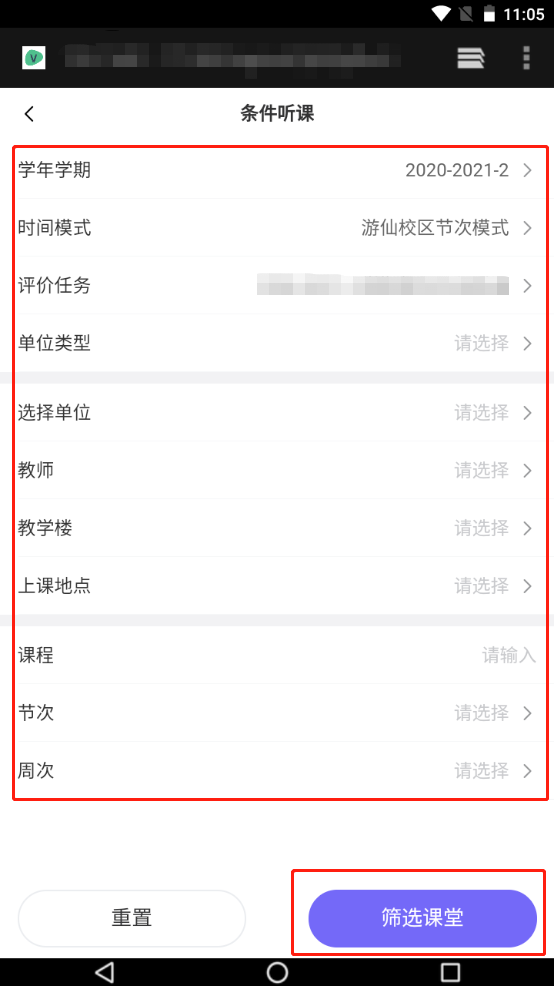 11:05
V
条件听课
学年学期 2020-2021-2
时间模式 游仙校区节次模式
评价任务
单位类型 请选择
选择单位 请选择
教师 请选择
教学楼 请选择
上课地点 请选择
课程 请输入
节次 请选择
周次 请选择
重置 筛选课堂